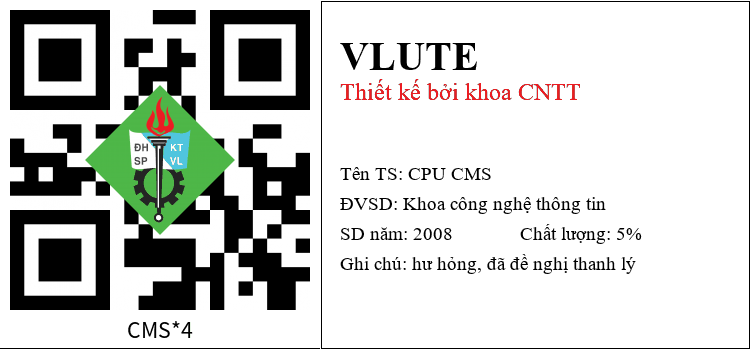 ĐH KT
SP VL
CMS*4
VLUTE
Thiết kế bởi khoa CNTT
Tên TS: CPU CMS
ĐVSD: Khoa công nghệ thông tin
SD năm: 2008 Chất lượng: 5%
Ghi chú: hư hỏng, đã đề nghị thanh lý